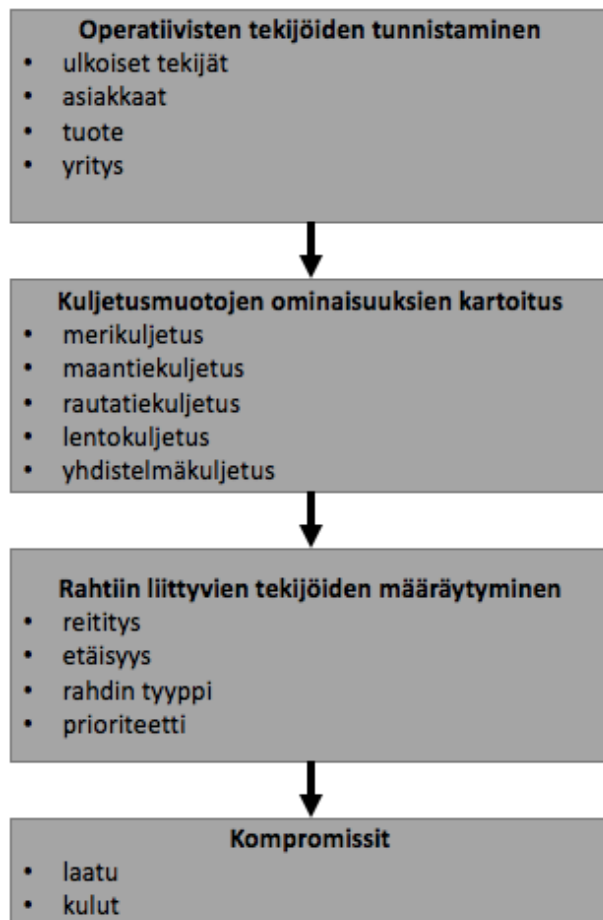 Operatiivisten tekijöiden tunnistaminen
• ulkoiset tekijät
• asiakkaat
• tuote
• yritys
Kuljetusmuotojen ominaisuuksien kartoitus
• merikuljetus
• maantiekuljetus
• rautatiekuljetus
• lentokuljetus
• yhdistelmäkuljetus
Rahtiin liittyvien tekijöiden määräytyminen
• reititys
• etäisyys
• rahdin tyyppi
• prioriteetti
Kompromissit
• laatu
• kulut